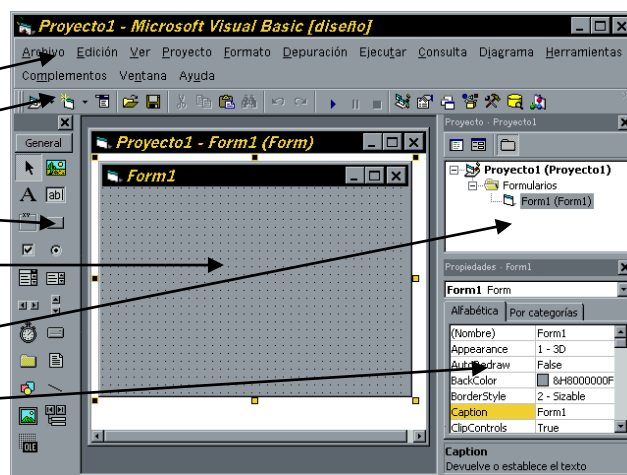 Proyecto1 - Microsoft Visual Basic [diseño]
Archivo Edición Ver Proyecto Formato Depuración Ejecutar Consulta Diagrama Herramientas
Complementos Ventana Ayuda
General
A ab
XY
OLE
Proyecto1 - Form1 (Form)
Form1
Proyecto - Proyecto1
Proyecto1 (Proyecto1)
Formularios
Form1 (Form1)
Propiedades - Form1
Form1 Form
Alfabética Por categorías
(Nombre) Form1
Appearance 1 - 3D
AutoRedraw False
BackColor &H8000000F
BorderStyle 2 - Sizable
Caption Form1
ClipControls True
Caption
Devuelve o establece el texto